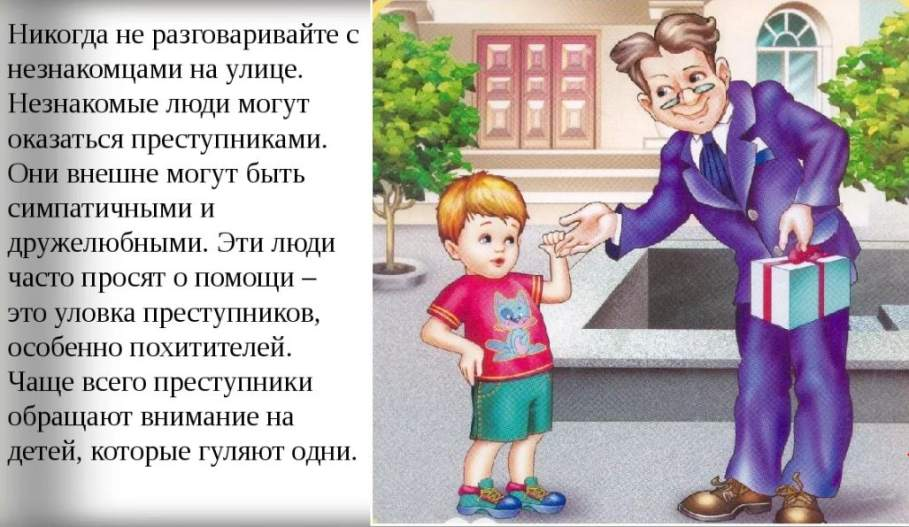 Никогда не разговаривайте с
незнакомцами на улице.
Незнакомые люди могут
оказаться преступниками.
Они внешне могут быть
симпатичными и
дружелюбными. Эти люди
часто просят о помощи –
это уловка преступников,
особенно похитителей.
Чаще всего преступники
обращают внимание на
детей, которые гуляют одни.